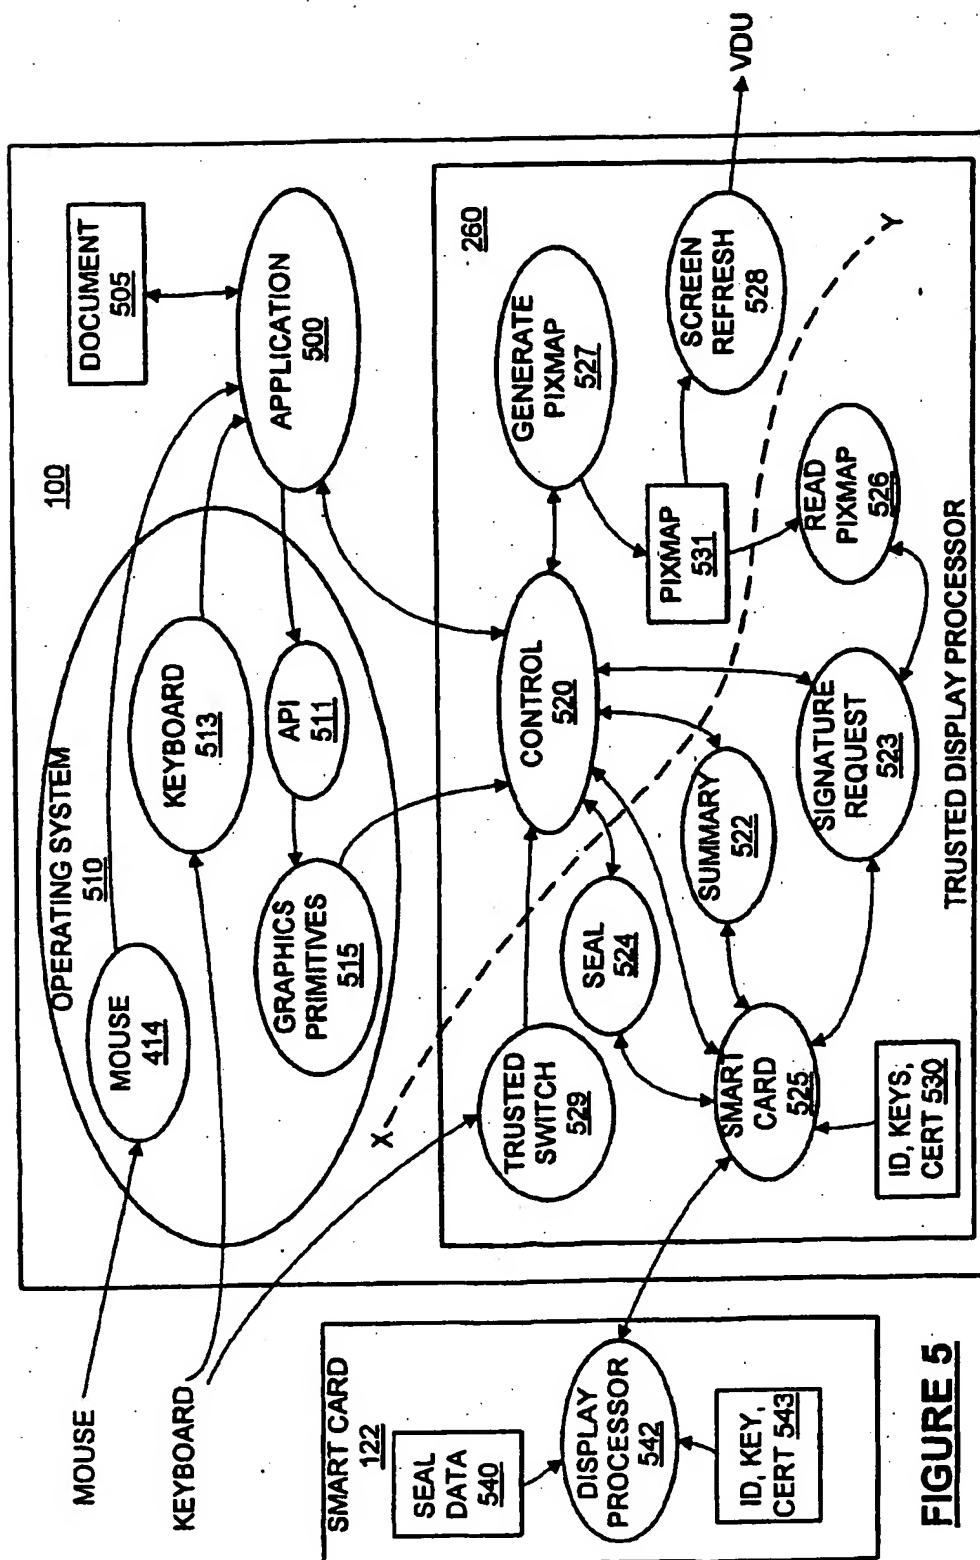 MOUSE
KEYBOARD
OPERATING SYSTEM
510
MOUSE
414
KEYBOARD
513
API
511
GRAPHICS
PRIMITIVES
515
100
DOCUMENT
505
APPLICATION
500
X
Y
260
TRUSTED
SWITCH
529
CONTROL
520
GENERATE
PIXMAP
527
PIXMAP
531
SCREEN
REFRESH
528
VDU
SEAL
524
SUMMARY
522
SIGNATURE
REQUEST
523
READ
PIXMAP
526
SMART
CARD
525
ID, KEYS,
CERT 530
TRUSTED DISPLAY PROCESSOR
SMART CARD
122
SEAL
DATA
540
DISPLAY
PROCESSOR
542
ID, KEY,
CERT 543
FIGURE 5